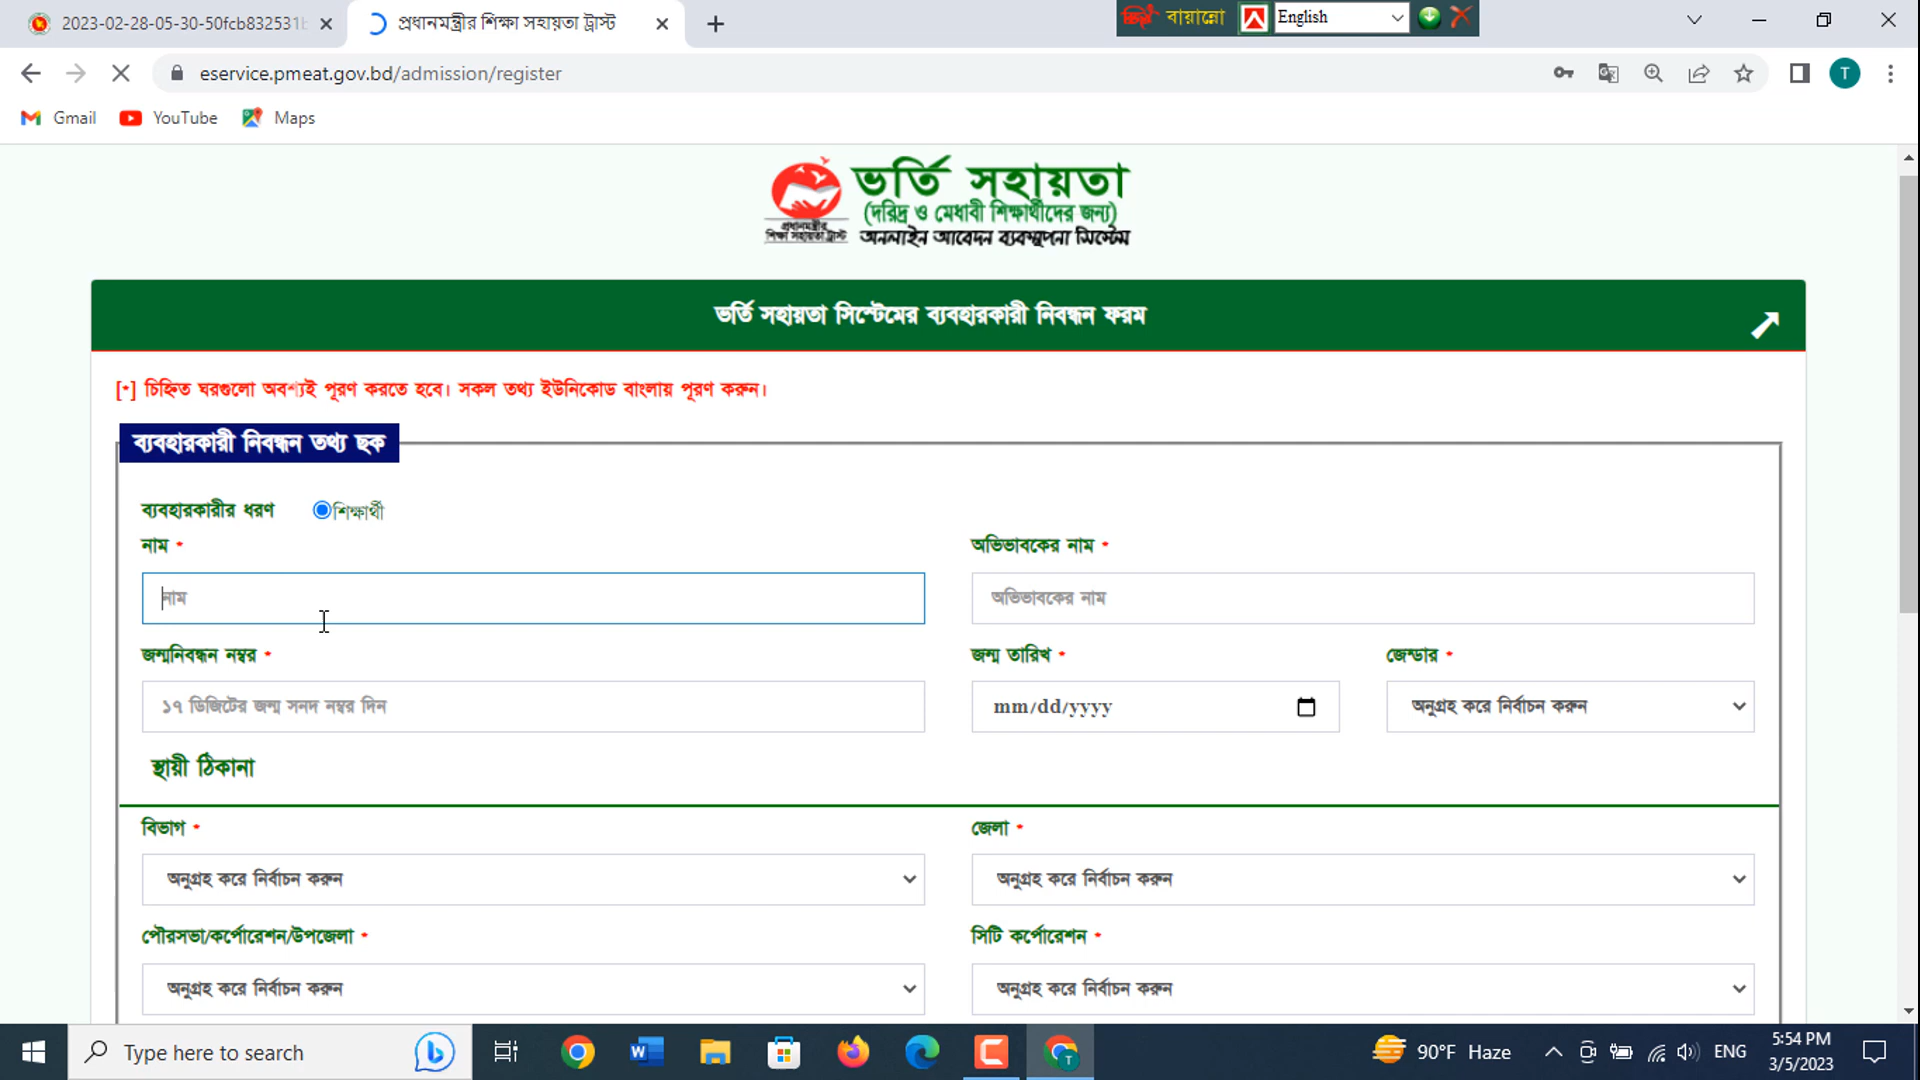 2023-02-28-05-30-50fcb832531
প্রধানমন্ত্রীর শিক্ষা সহায়তা ট্রাস্ট
বায়ান্নো
English
eservice.pmeat.gov.bd/admission/register
T
Gmail
YouTube
Maps
ভর্তি সহায়তা
(দরিদ্র ও মেধাবী শিক্ষার্থীদের জন্য)
প্রধানমন্ত্রীর
শিক্ষা সহায়তা ট্রাস্ট
অনলাইন আবেদন ব্যবস্থাপনা সিস্টেম
ভর্তি সহায়তা সিস্টেমের ব্যবহারকারী নিবন্ধন ফরম
[*] চিহ্নিত ঘরগুলো অবশ্যই পূরণ করতে হবে। সকল তথ্য ইউনিকোড বাংলায় পূরণ করুন।
ব্যবহারকারী নিবন্ধন তথ্য ছক
ব্যবহারকারীর ধরণ শিক্ষার্থী
নাম *
অভিভাবকের নাম *
নাম
অভিভাবকের নাম
জন্মনিবন্ধন নম্বর *
জন্ম তারিখ *
জেন্ডার *
১৭ ডিজিটের জন্ম সনদ নম্বর দিন
mm/dd/yyyy
অনুগ্রহ করে নির্বাচন করুন
স্থায়ী ঠিকানা
বিভাগ *
জেলা *
অনুগ্রহ করে নির্বাচন করুন
অনুগ্রহ করে নির্বাচন করুন
পৌরসভা/কর্পোরেশন/উপজেলা *
সিটি কর্পোরেশন *
অনুগ্রহ করে নির্বাচন করুন
অনুগ্রহ করে নির্বাচন করুন
Type here to search
90°F Haze
ENG
5:54 PM
3/5/2023